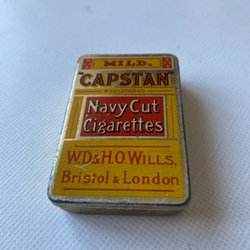 MILD.
"CAPSTAN"
REGISTERED
Navy Cut
Cigarettes
W.D.& H.O. WILLS.
Bristol & London